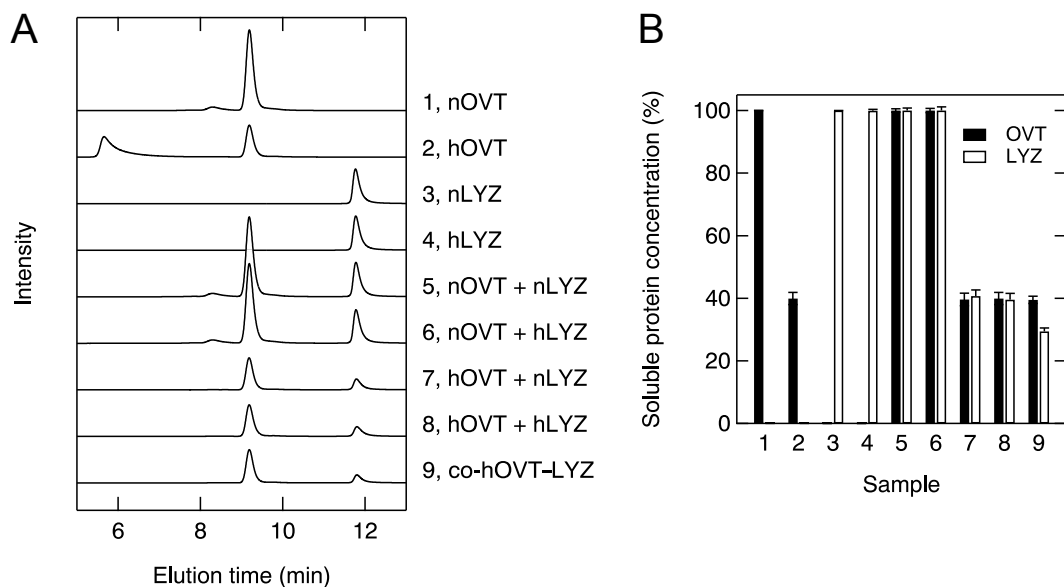 A
1, nOVT
2, hOVT
3, nLYZ
4, hLYZ
5, nOVT + nLYZ
6, nOVT + hLYZ
7, hOVT + nLYZ
8, hOVT + hLYZ
9, co-hOVT–LYZ
Intensity
6 8 10 12
Elution time (min)
B
Soluble protein concentration (%)
100
80
60
40
20
0
OVT
LYZ
1 2 3 4 5 6 7 8 9
Sample